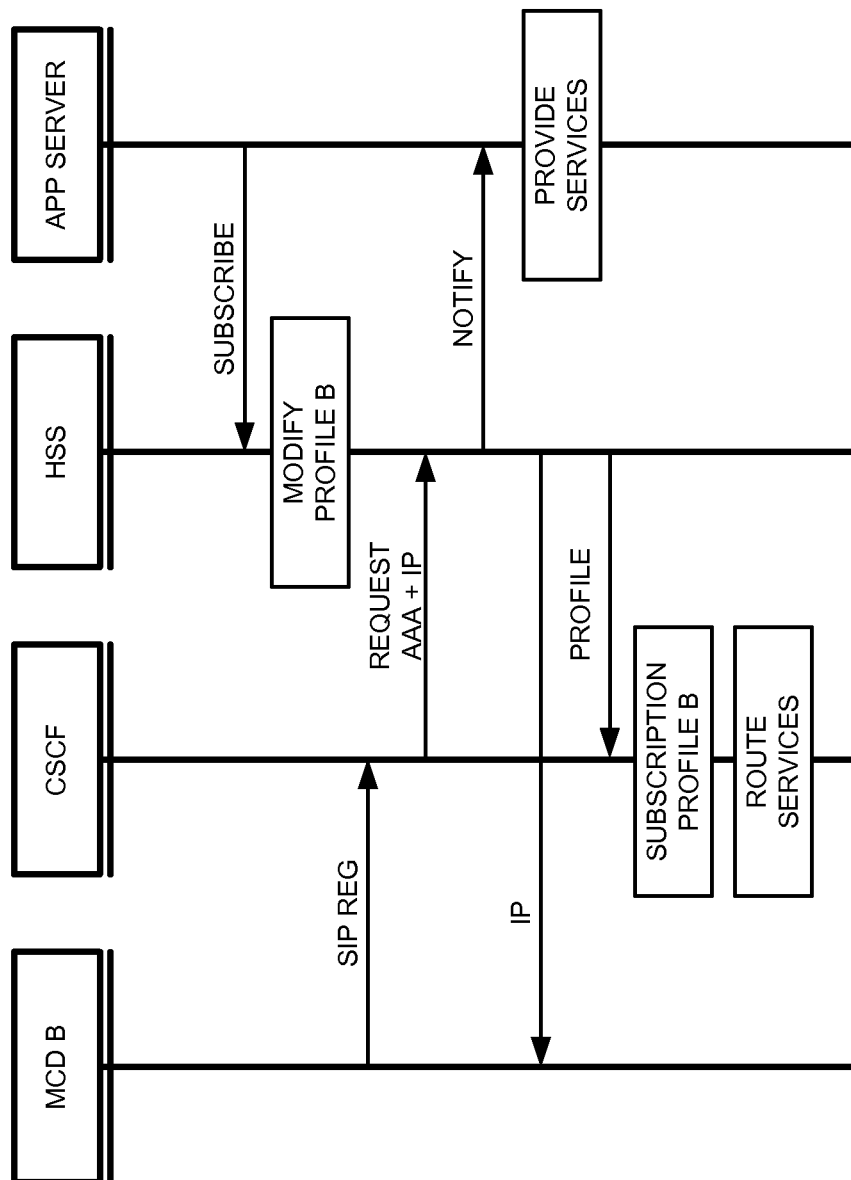 MCD B
CSCF
HSS
APP SERVER
SUBSCRIBE
MODIFY
PROFILE B
SIP REG
REQUEST
AAA + IP
NOTIFY
IP
PROVIDE
SERVICES
PROFILE
SUBSCRIPTION
PROFILE B
ROUTE
SERVICES